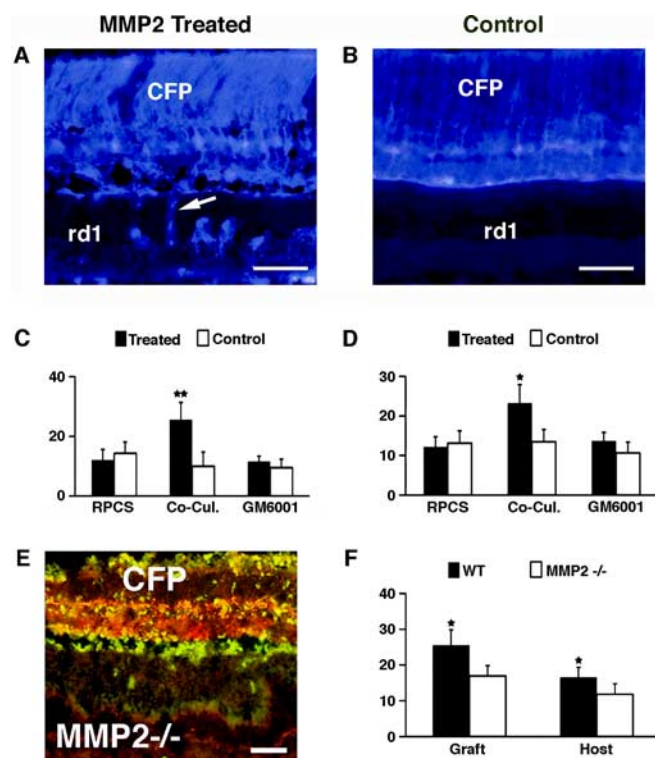 MMP2 Treated
Control
A
CFP
rd1
B
CFP
rd1
C
Treated Control
40
20
0
RPCS Co-Cul. GM6001
**
D
Treated Control
30
20
10
0
RPCS Co-Cul. GM6001
*
E
CFP
MMP2-/-
F
WT MMP2 -/-
40
30
20
10
0
Graft Host
* *